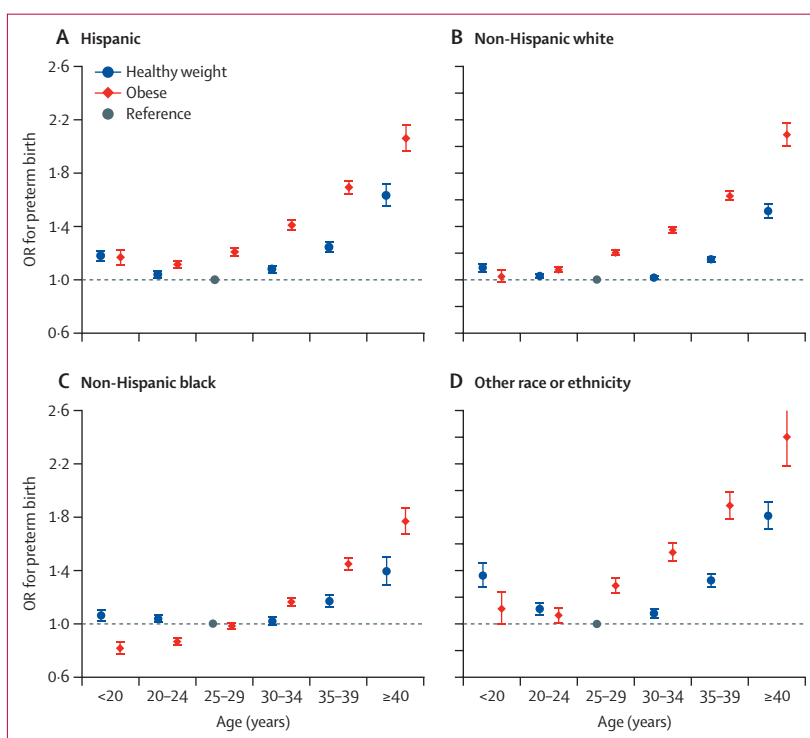 A Hispanic
B Non-Hispanic white
Healthy weight
Obese
Reference
OR for preterm birth
2·6
2·2
1·8
1·4
1·0
0·6
C Non-Hispanic black
D Other race or ethnicity
OR for preterm birth
2·6
2·2
1·8
1·4
1·0
0·6
<20 20–24 25–29 30–34 35–39 ≥40
Age (years)
<20 20–24 25–29 30–34 35–39 ≥40
Age (years)